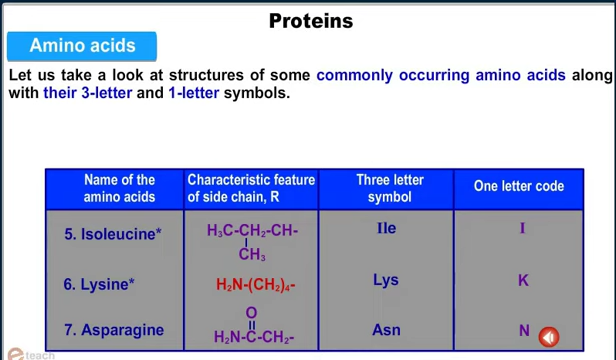 Proteins
Amino acids
Let us take a look at structures of some commonly occurring amino acids along
with their 3-letter and 1-letter symbols.
Name of the amino acids | Characteristic feature of side chain, R | Three letter symbol | One letter code
5. Isoleucine* | H₃C-CH₂-CH- | Ile | I
CH₃
6. Lysine* | H₂N-(CH₂)₄- | Lys | K
O
7. Asparagine | H₂N-C-CH₂- | Asn | N
eteach